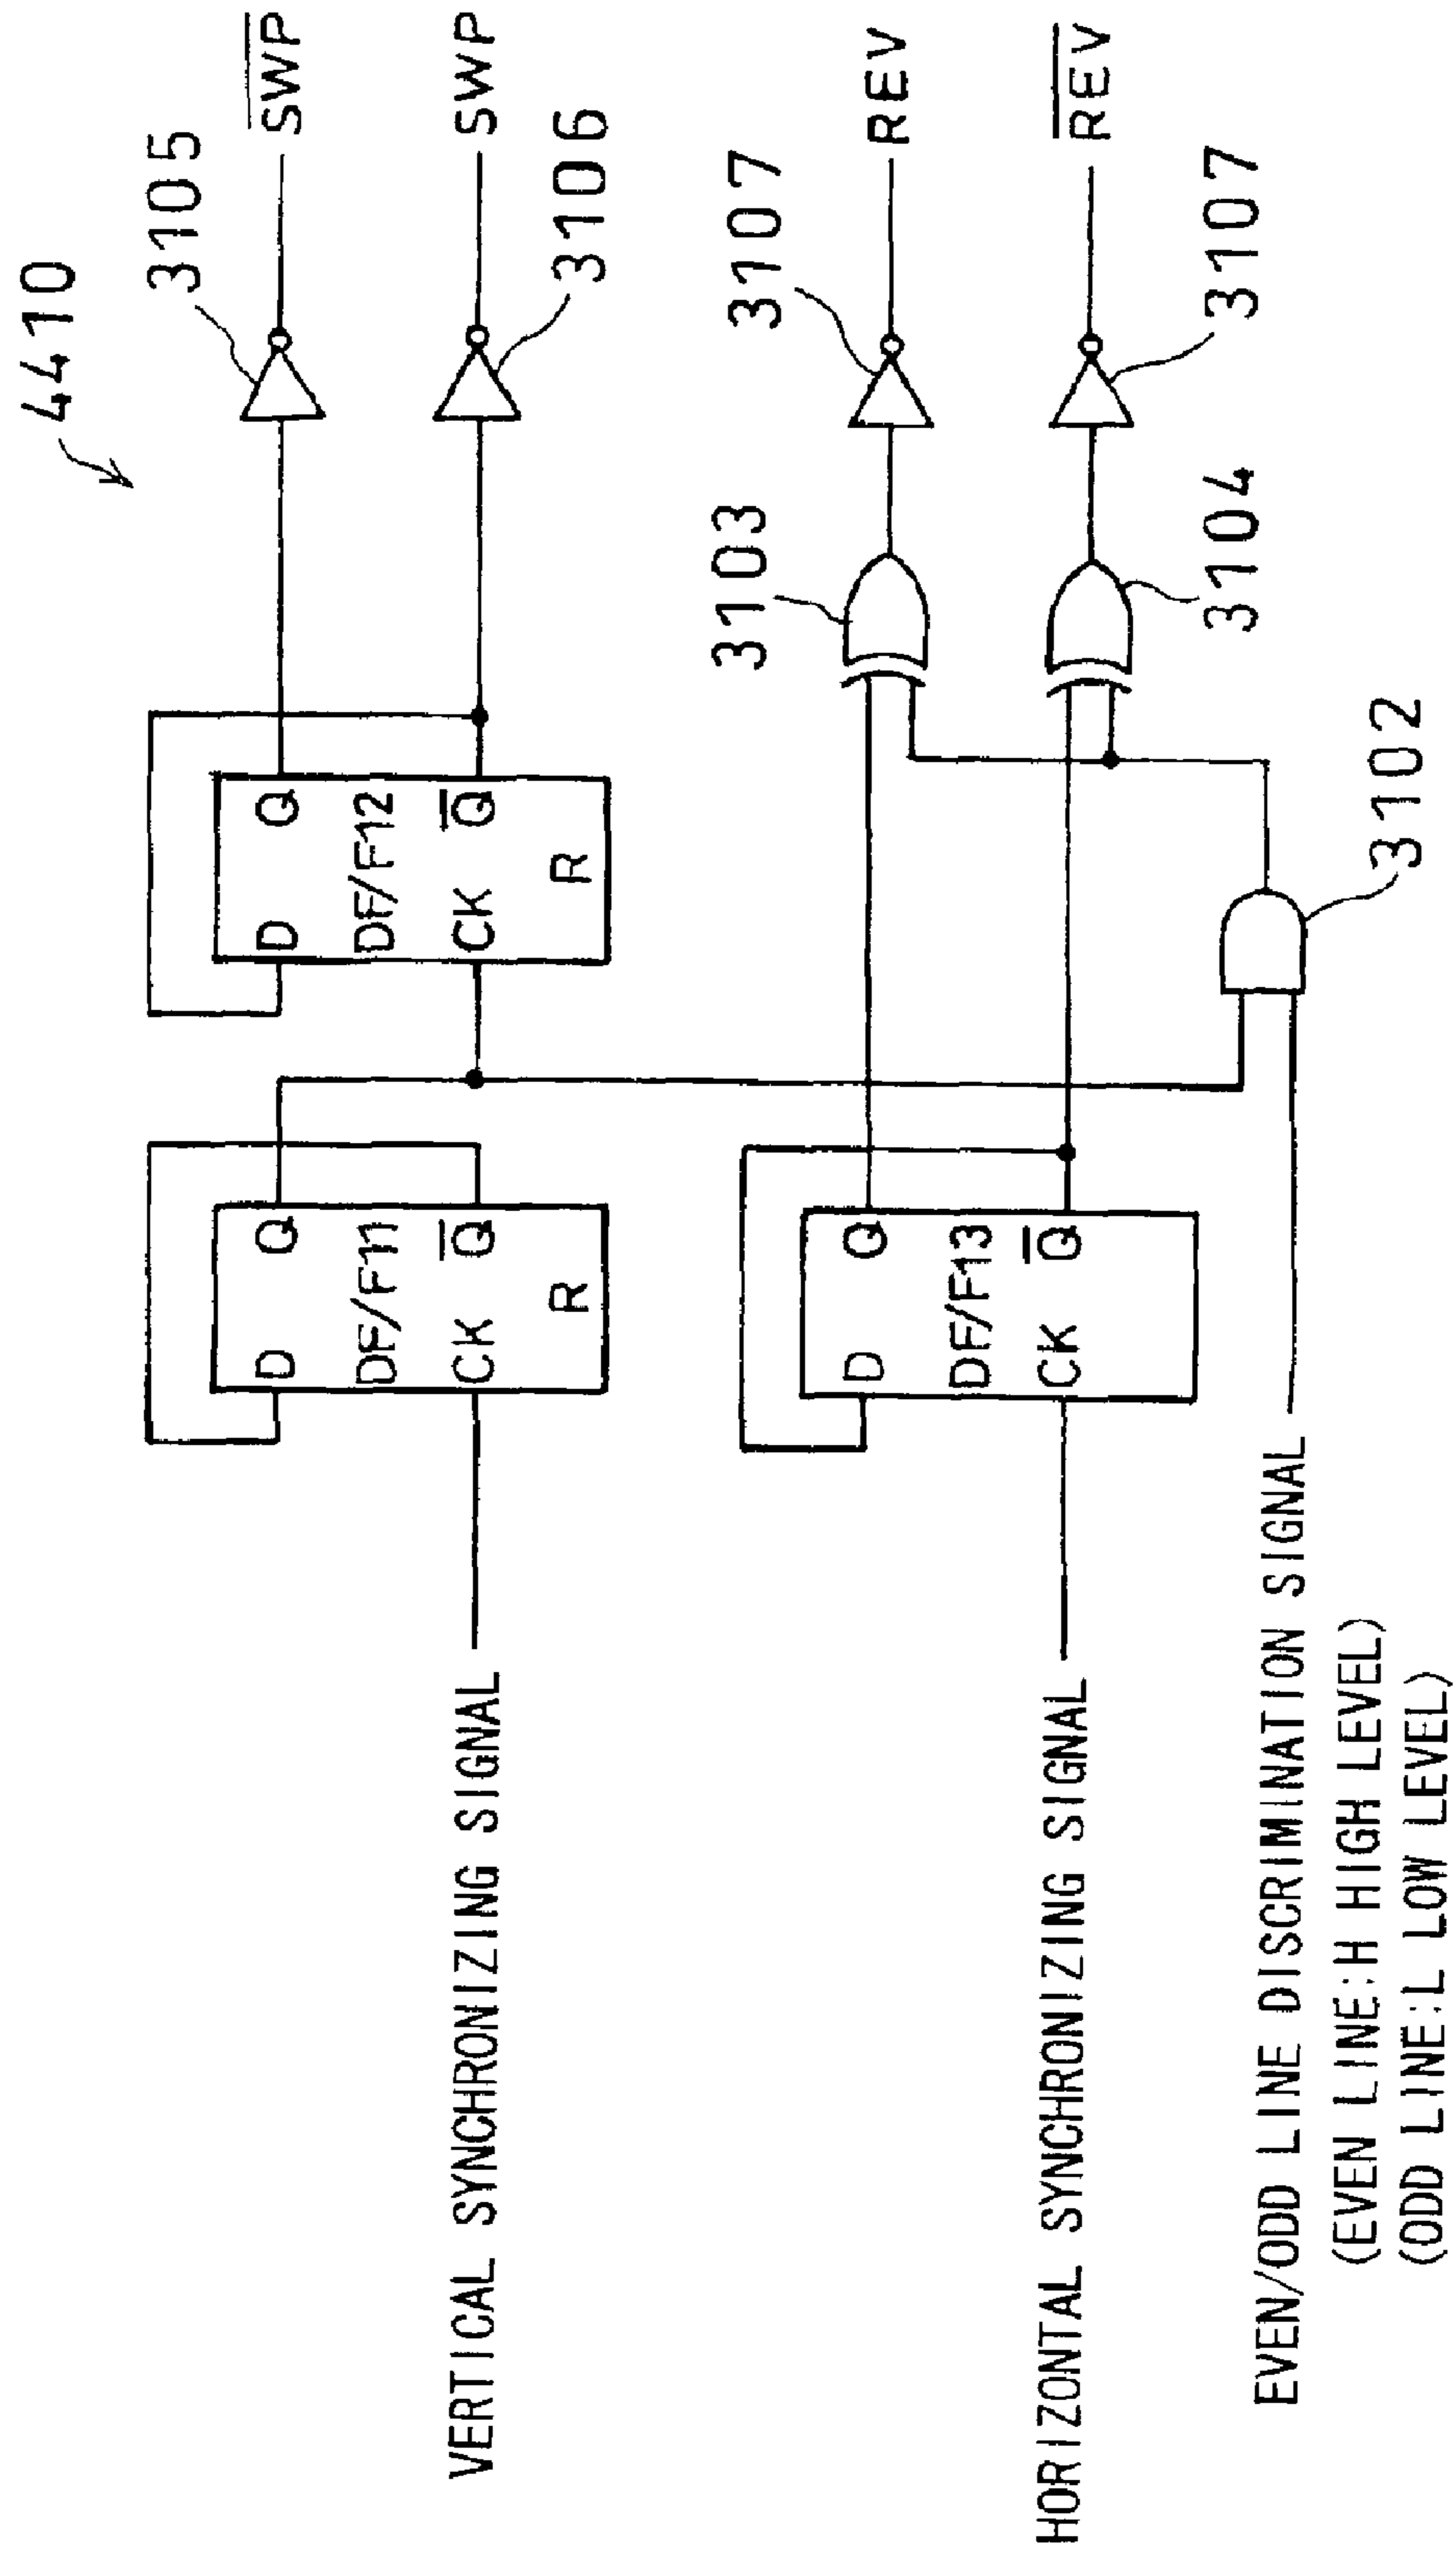 4410
3105
S̅W̅P̅
3106
SWP
D Q
DF/F11
CK Q̅
R
D Q
DF/F12
CK Q̅
R
VERTICAL SYNCHRONIZING SIGNAL
3103
3107
REV
D Q
DF/F13
CK Q̅
3104
3107
R̅E̅V̅
HORIZONTAL SYNCHRONIZING SIGNAL
3102
EVEN/ODD LINE DISCRIMINATION SIGNAL
(EVEN LINE:H HIGH LEVEL)
(ODD LINE:L LOW LEVEL)